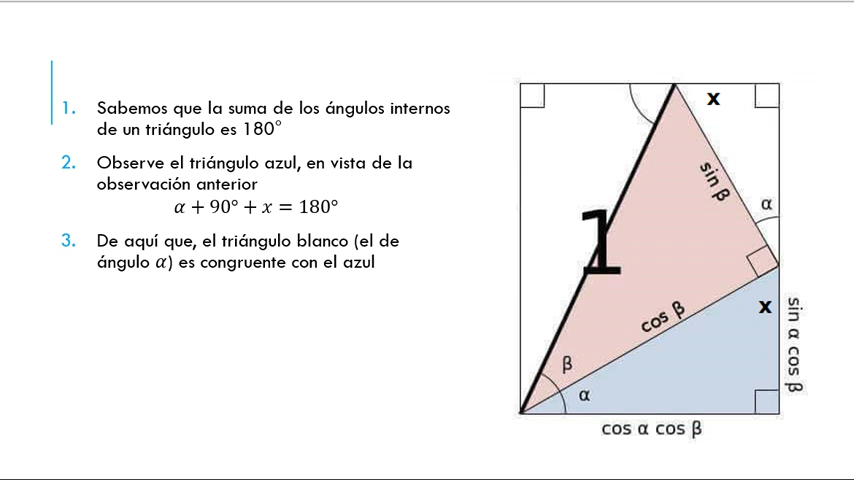 1. Sabemos que la suma de los ángulos internos
de un triángulo es 180°
2. Observe el triángulo azul, en vista de la
observación anterior
α + 90° + x = 180°
3. De aquí que, el triángulo blanco (el de
ángulo α) es congruente con el azul
x
sin β
α
1
x
cos β
sin α cos β
β
α
cos α cos β